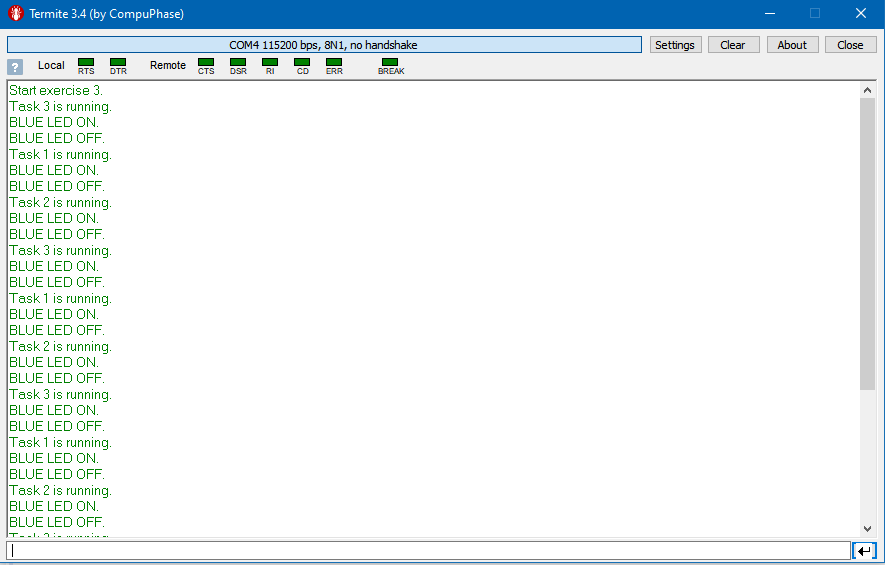 Termite 3.4 (by CompuPhase)
COM4 115200 bps, 8N1, no handshake
Settings
Clear
About
Close
?
Local
RTS
DTR
Remote
CTS
DSR
RI
CD
ERR
BREAK
Start exercise 3.
Task 3 is running.
BLUE LED ON.
BLUE LED OFF.
Task 1 is running.
BLUE LED ON.
BLUE LED OFF.
Task 2 is running.
BLUE LED ON.
BLUE LED OFF.
Task 3 is running.
BLUE LED ON.
BLUE LED OFF.
Task 1 is running.
BLUE LED ON.
BLUE LED OFF.
Task 2 is running.
BLUE LED ON.
BLUE LED OFF.
Task 3 is running.
BLUE LED ON.
BLUE LED OFF.
Task 1 is running.
BLUE LED ON.
BLUE LED OFF.
Task 2 is running.
BLUE LED ON.
BLUE LED OFF.
Task 3 is running.